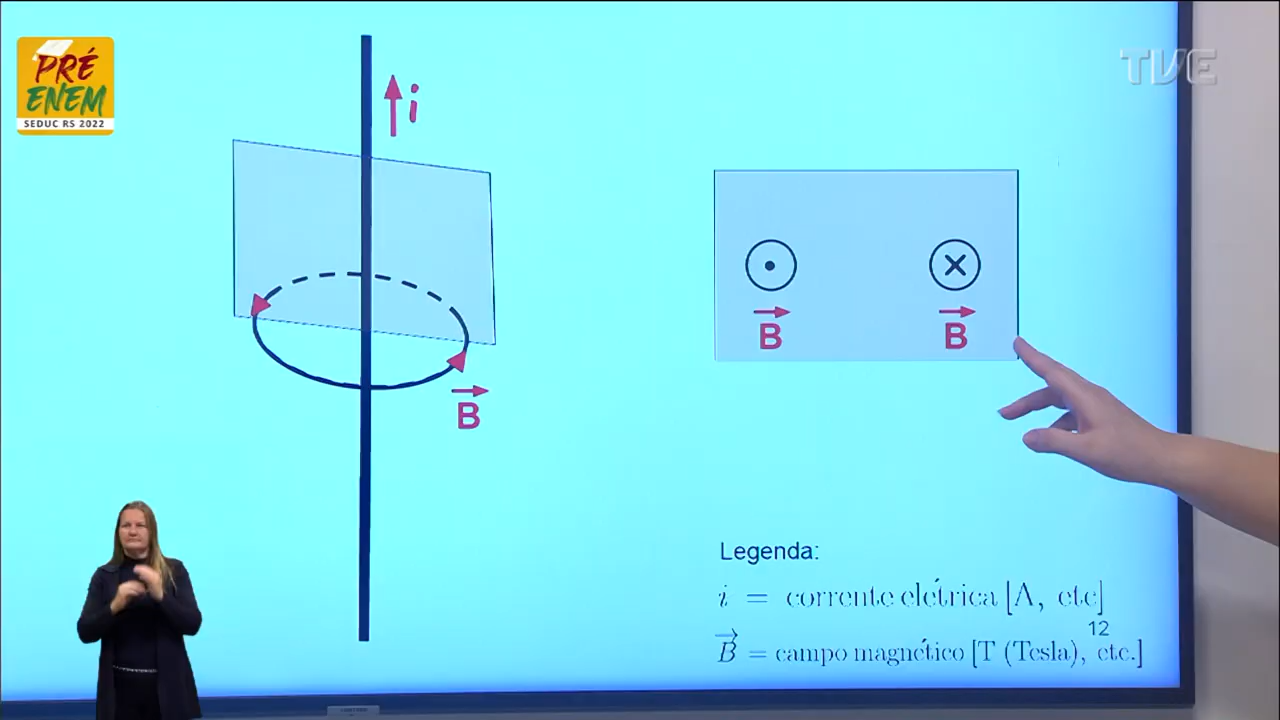 PRÉ
ENEM
SEDUC RS 2022
TVE
i
B
B
B
Legenda:
i = corrente elétrica [A, etc]
12
B = campo magnético [T (Tesla), etc.]